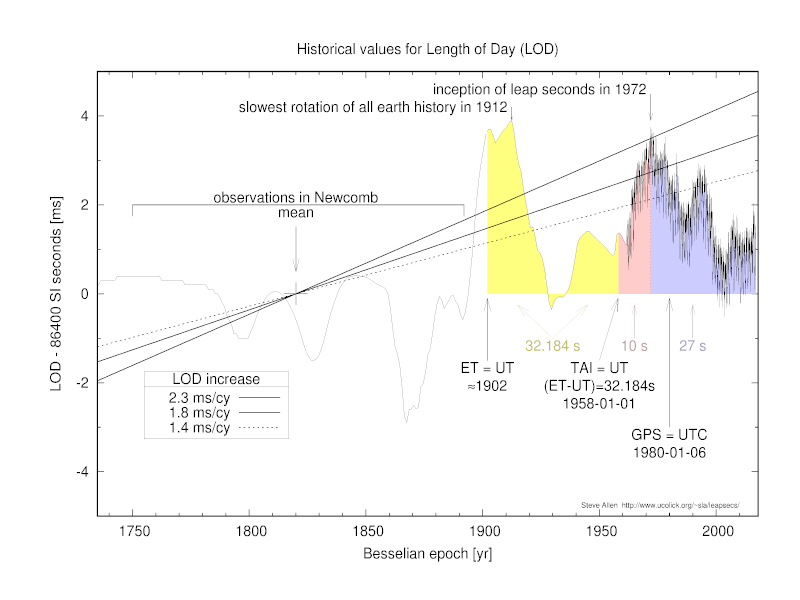 Historical values for Length of Day (LOD)
inception of leap seconds in 1972
slowest rotation of all earth history in 1912
observations in Newcomb
mean
LOD - 86400 SI seconds [ms]
4
2
0
-2
-4
32.184 s
10 s
27 s
ET = UT
≈1902
TAI = UT
(ET-UT)=32.184s
1958-01-01
GPS = UTC
1980-01-06
LOD increase
2.3 ms/cy
1.8 ms/cy
1.4 ms/cy
Steve Allen http://www.ucolick.org/~sla/leapsecs/
1750
1800
1850
1900
1950
2000
Besselian epoch [yr]